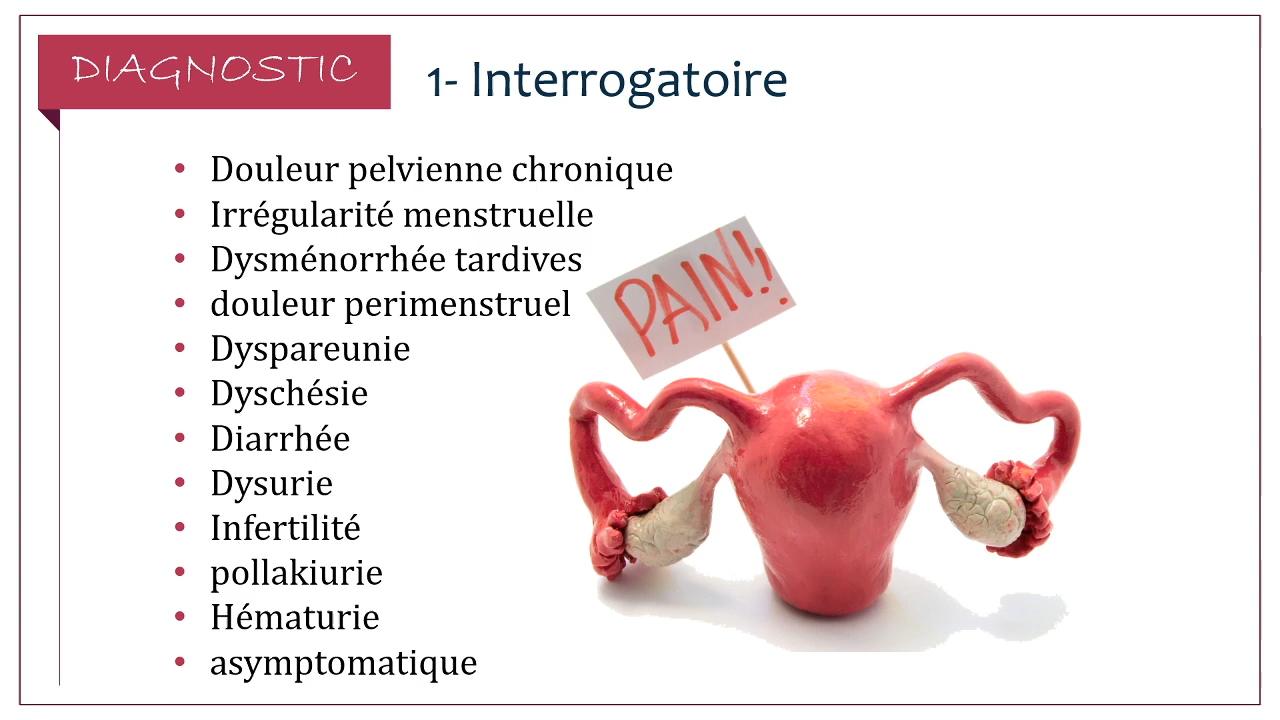 DIAGNOSTIC
1- Interrogatoire
• Douleur pelvienne chronique
• Irrégularité menstruelle
• Dysménorrhée tardives
• douleur perimenstruel
• Dyspareunie
• Dyschésie
• Diarrhée
• Dysurie
• Infertilité
• pollakiurie
• Hématurie
• asymptomatique
PAIN!!